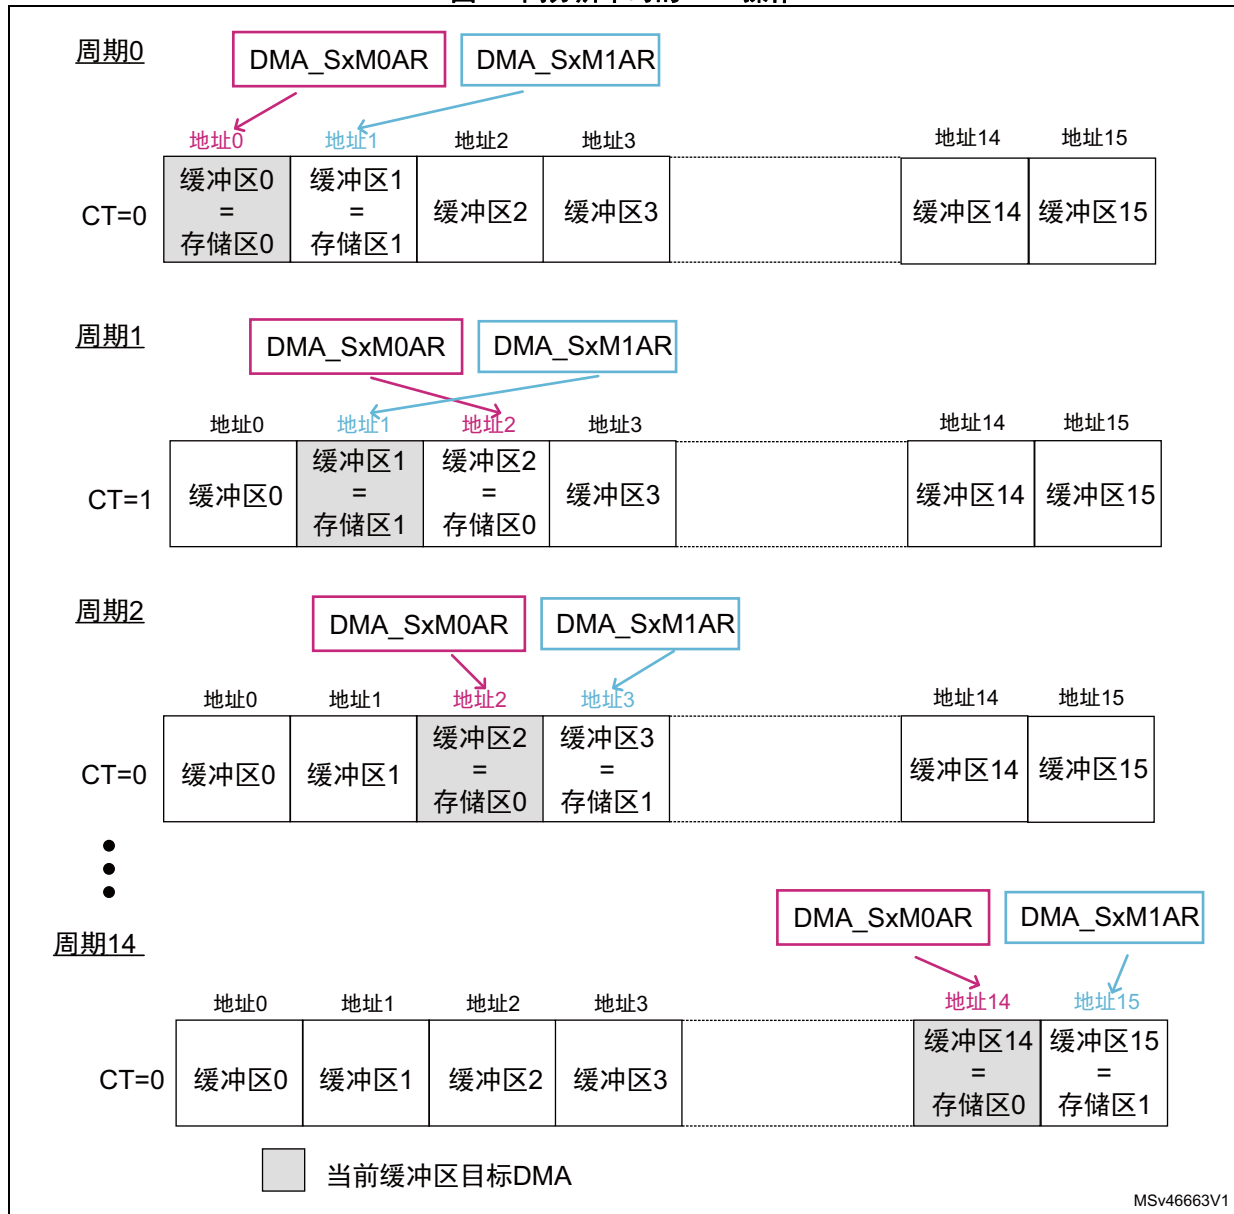 周期0
DMA_SxM0AR DMA_SxM1AR
地址0 地址1 地址2 地址3 地址14 地址15
CT=0
缓冲区0
=
存储区0
缓冲区1
=
存储区1
缓冲区2
缓冲区3
缓冲区14
缓冲区15
周期1
DMA_SxM0AR DMA_SxM1AR
地址0 地址1 地址2 地址3 地址14 地址15
CT=1
缓冲区0
缓冲区1
=
存储区1
缓冲区2
=
存储区0
缓冲区3
缓冲区14
缓冲区15
周期2
DMA_SxM0AR DMA_SxM1AR
地址0 地址1 地址2 地址3 地址14 地址15
CT=0
缓冲区0
缓冲区1
缓冲区2
=
存储区0
缓冲区3
=
存储区1
缓冲区14
缓冲区15
周期14
DMA_SxM0AR DMA_SxM1AR
地址0 地址1 地址2 地址3 地址14 地址15
CT=0
缓冲区0
缓冲区1
缓冲区2
缓冲区3
缓冲区14
=
存储区0
缓冲区15
=
存储区1
当前缓冲区目标DMA
MSv46663V1